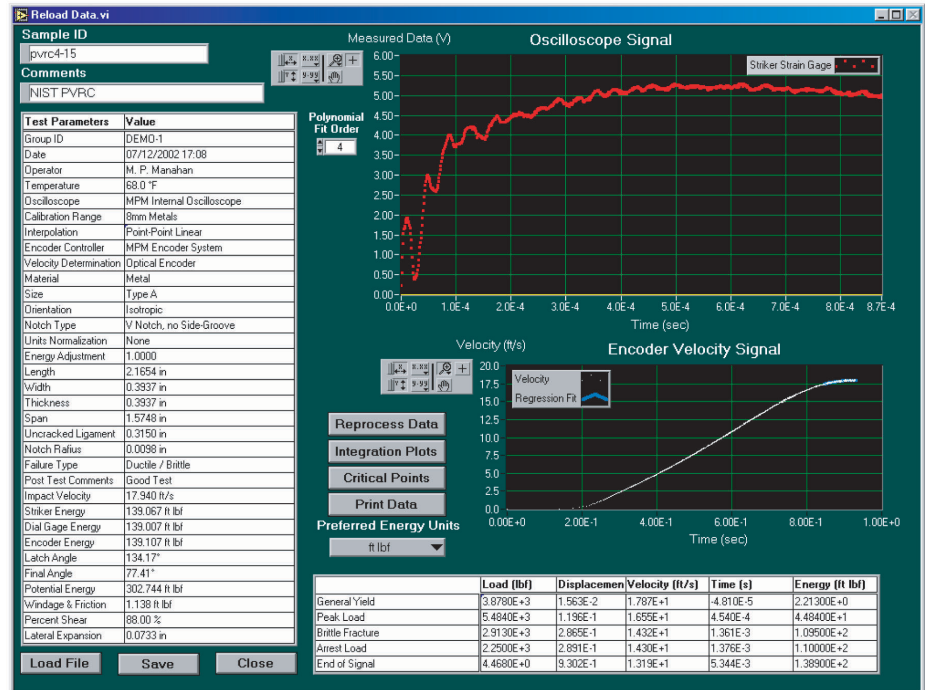 Reload Data.vi
Sample ID
pvrc4-15
Comments
NIST PVRC
Test Parameters Value
Group ID DEMO-1
Date 07/12/2002 17:08
Operator M. P. Manahan
Temperature 68.0 °F
Oscilloscope MPM Internal Oscilloscope
Calibration Range 8mm Metals
Interpolation Point-Point Linear
Encoder Controller MPM Encoder System
Velocity Determination Optical Encoder
Material Metal
Size Type A
Orientation Isotropic
Notch Type V Notch, no Side-Groove
Units Normalization None
Energy Adjustment 1.0000
Length 2.1654 in
Width 0.3937 in
Thickness 0.3937 in
Span 1.5748 in
Uncracked Ligament 0.3150 in
Notch Rafius 0.0098 in
Failure Type Ductile / Brittle
Post Test Comments Good Test
Impact Velocity 17.940 ft/s
Striker Energy 139.067 ft lbf
Dial Gage Energy 139.007 ft lbf
Encoder Energy 139.107 ft lbf
Latch Angle 134.17°
Final Angle 77.41°
Potential Energy 302.744 ft lbf
Windage & Friction 1.138 ft lbf
Percent Shear 88.00 %
Lateral Expansion 0.0733 in
Load File Save Close
Measured Data (V) Oscilloscope Signal
Striker Strain Gage
Polynomial
Fit Order
4
6.00
5.50
5.00
4.50
4.00
3.50
3.00
2.50
2.00
1.50
1.00
0.50
0.00
0.0E+0 1.0E-4 2.0E-4 3.0E-4 4.0E-4 5.0E-4 6.0E-4 7.0E-4 8.0E-4 8.7E-4
Time (sec)
Velocity (ft/s) Encoder Velocity Signal
Velocity
Regression Fit
20.0
17.5
15.0
12.5
10.0
7.5
5.0
2.5
0.0
0.00E+0 2.00E-1 4.00E-1 6.00E-1 8.00E-1 1.00E+0
Time (sec)
Reprocess Data
Integration Plots
Critical Points
Print Data
Preferred Energy Units
ft lbf
Load (lbf) Displacemen Velocity (ft/s) Time (s) Energy (ft lbf)
General Yield 3.8780E+3 1.563E-2 1.787E+1 -4.810E-5 2.21300E+0
Peak Load 5.4840E+3 1.196E-1 1.655E+1 4.540E-4 4.48400E+1
Brittle Fracture 2.9130E+3 2.865E-1 1.432E+1 1.361E-3 1.09500E+2
Arrest Load 2.2500E+3 2.891E-1 1.430E+1 1.376E-3 1.10000E+2
End of Signal 4.4680E+0 9.302E-1 1.319E+1 5.344E-3 1.38900E+2